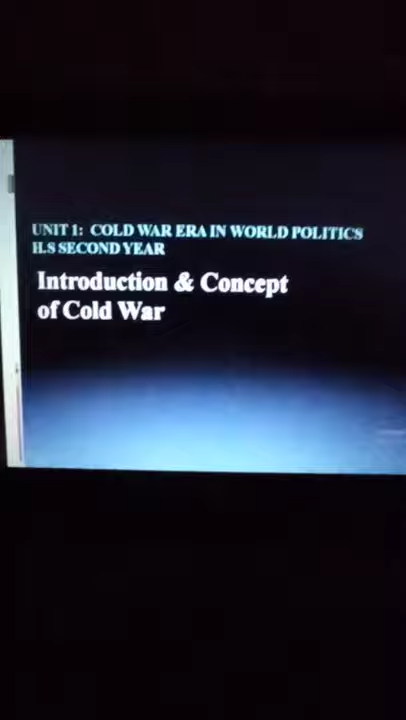 UNIT 1: COLD WAR ERA IN WORLD POLITICS
H.S SECOND YEAR
Introduction & Concept
of Cold War